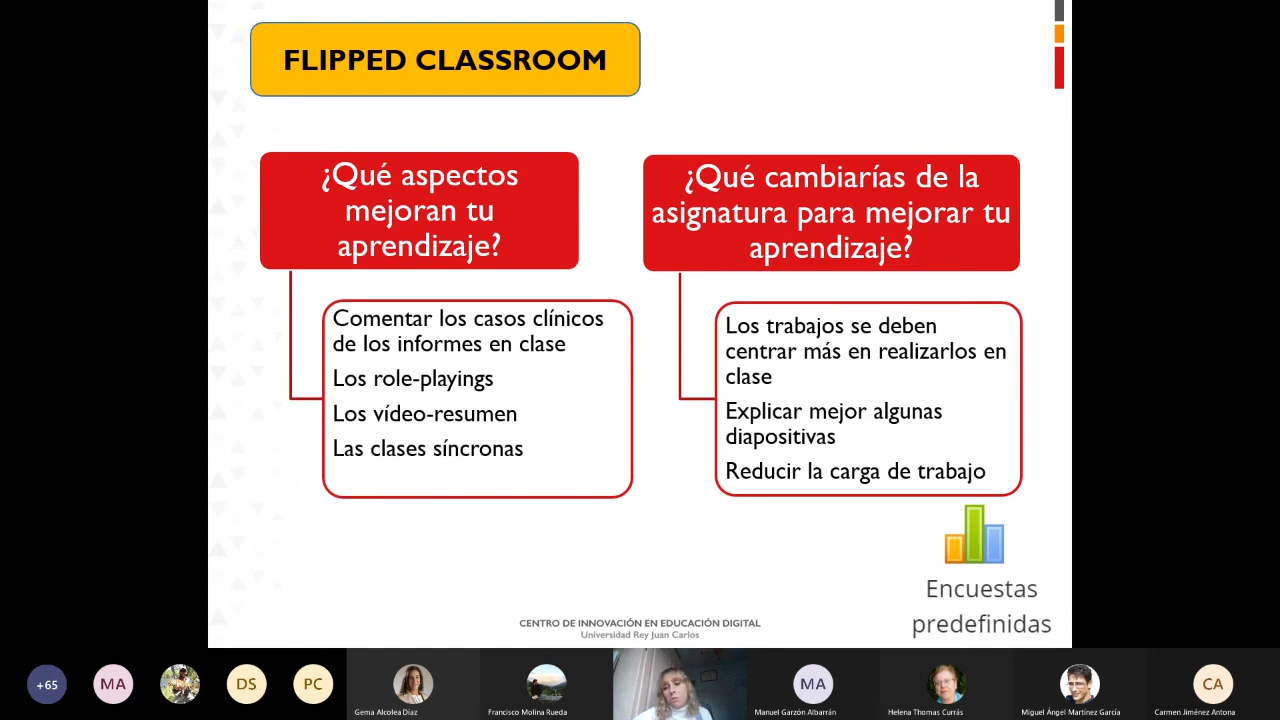 FLIPPED CLASSROOM
¿Qué aspectos
mejoran tu
aprendizaje?
Comentar los casos clínicos
de los informes en clase
Los role-playings
Los vídeo-resumen
Las clases síncronas
¿Qué cambiarías de la
asignatura para mejorar tu
aprendizaje?
Los trabajos se deben
centrar más en realizarlos en
clase
Explicar mejor algunas
diapositivas
Reducir la carga de trabajo
Encuestas
predefinidas
CENTRO DE INNOVACIÓN EN EDUCACIÓN DIGITAL
Universidad Rey Juan Carlos
+65
MA
DS
PC
Gema Alcolea Díaz
Francisco Molina Rueda
MA
Manuel Garzón Albarrán
Helena Thomas Currás
Miguel Ángel Martínez García
CA
Carmen Jiménez Antona